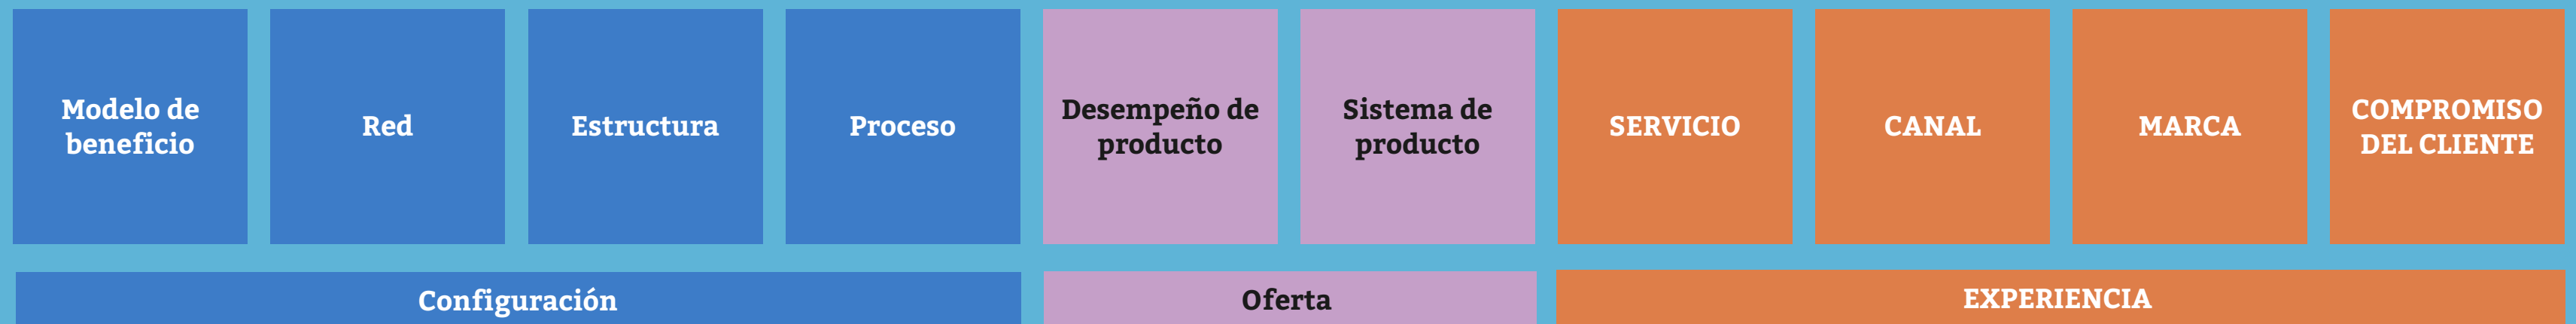 Modelo de
beneficio
Red
Estructura
Proceso
Desempeño de
producto
Sistema de
producto
SERVICIO
CANAL
MARCA
COMPROMISO
DEL CLIENTE
Configuración
Oferta
EXPERIENCIA